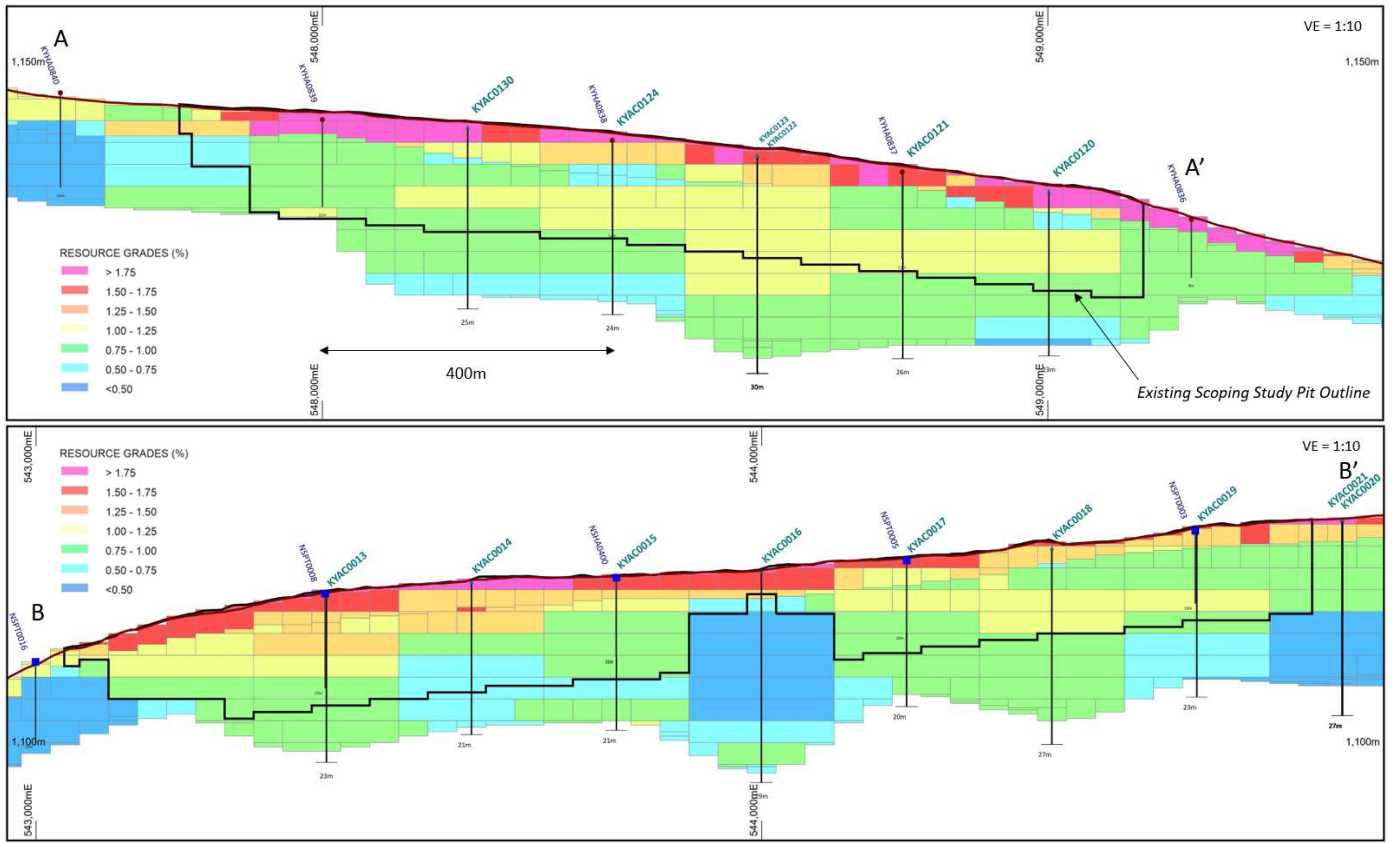 548,000mE
549,000mE
VE = 1:10
A
1,150m
1,150m
KYHA0840
KYHA0839
KYAC0130
KYHA0838
KYAC0124
KYAC0123
KYAC0122
KYHA0837
KYAC0121
KYAC0120
A’
KYHA0836
RESOURCE GRADES (%)
> 1.75
1.50 - 1.75
1.25 - 1.50
1.00 - 1.25
0.75 - 1.00
0.50 - 0.75
<0.50
25m
24m
30m
26m
23m
400m
Existing Scoping Study Pit Outline
548,000mE
549,000mE
543,000mE
544,000mE
VE = 1:10
B’
RESOURCE GRADES (%)
> 1.75
1.50 - 1.75
1.25 - 1.50
1.00 - 1.25
0.75 - 1.00
0.50 - 0.75
<0.50
B
NSPT0016
NSPT0008
KYAC0013
KYAC0014
NSHA0400
KYAC0015
KYAC0016
NSPT0005
KYAC0017
KYAC0018
NSPT0003
KYAC0019
KYAC0021
KYAC0020
1,100m
1,100m
23m
21m
21m
29m
20m
27m
23m
27m
543,000mE
544,000mE